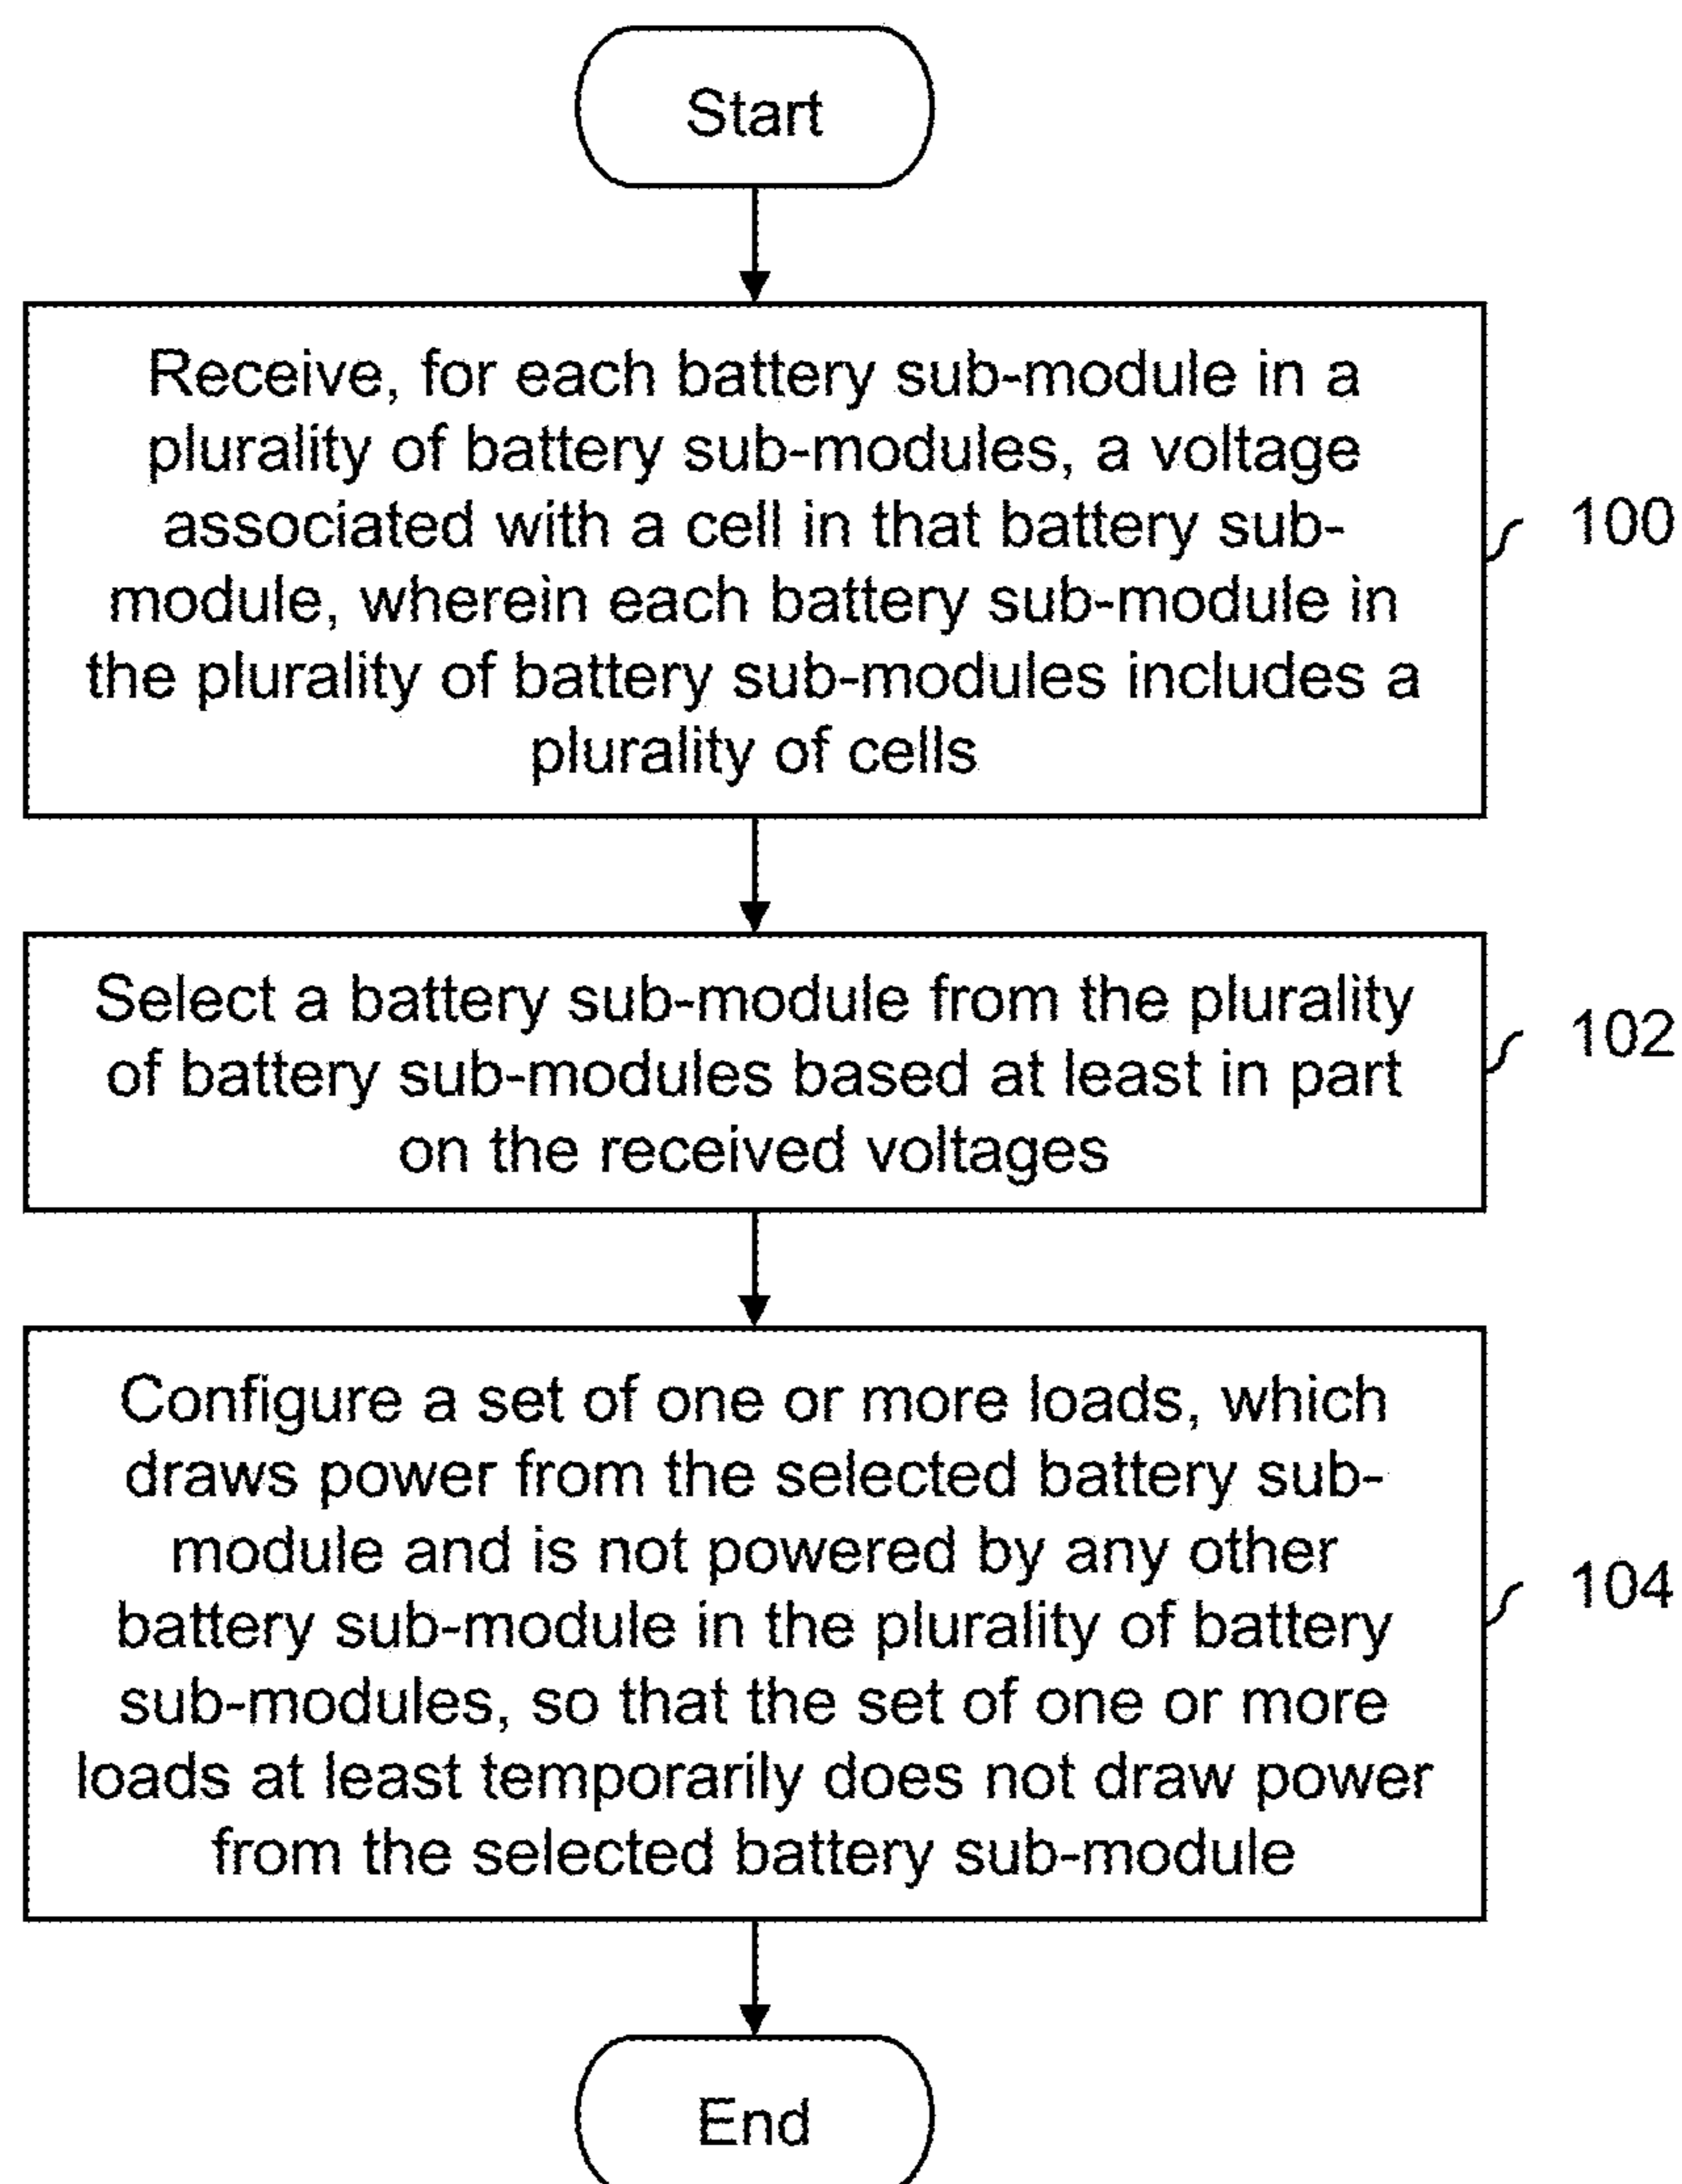 Start
Receive, for each battery sub-module in a
plurality of battery sub-modules, a voltage
associated with a cell in that battery sub-
module, wherein each battery sub-module in
the plurality of battery sub-modules includes a
plurality of cells
100
Select a battery sub-module from the plurality
of battery sub-modules based at least in part
on the received voltages
102
Configure a set of one or more loads, which
draws power from the selected battery sub-
module and is not powered by any other
battery sub-module in the plurality of battery
sub-modules, so that the set of one or more
loads at least temporarily does not draw power
from the selected battery sub-module
104
End